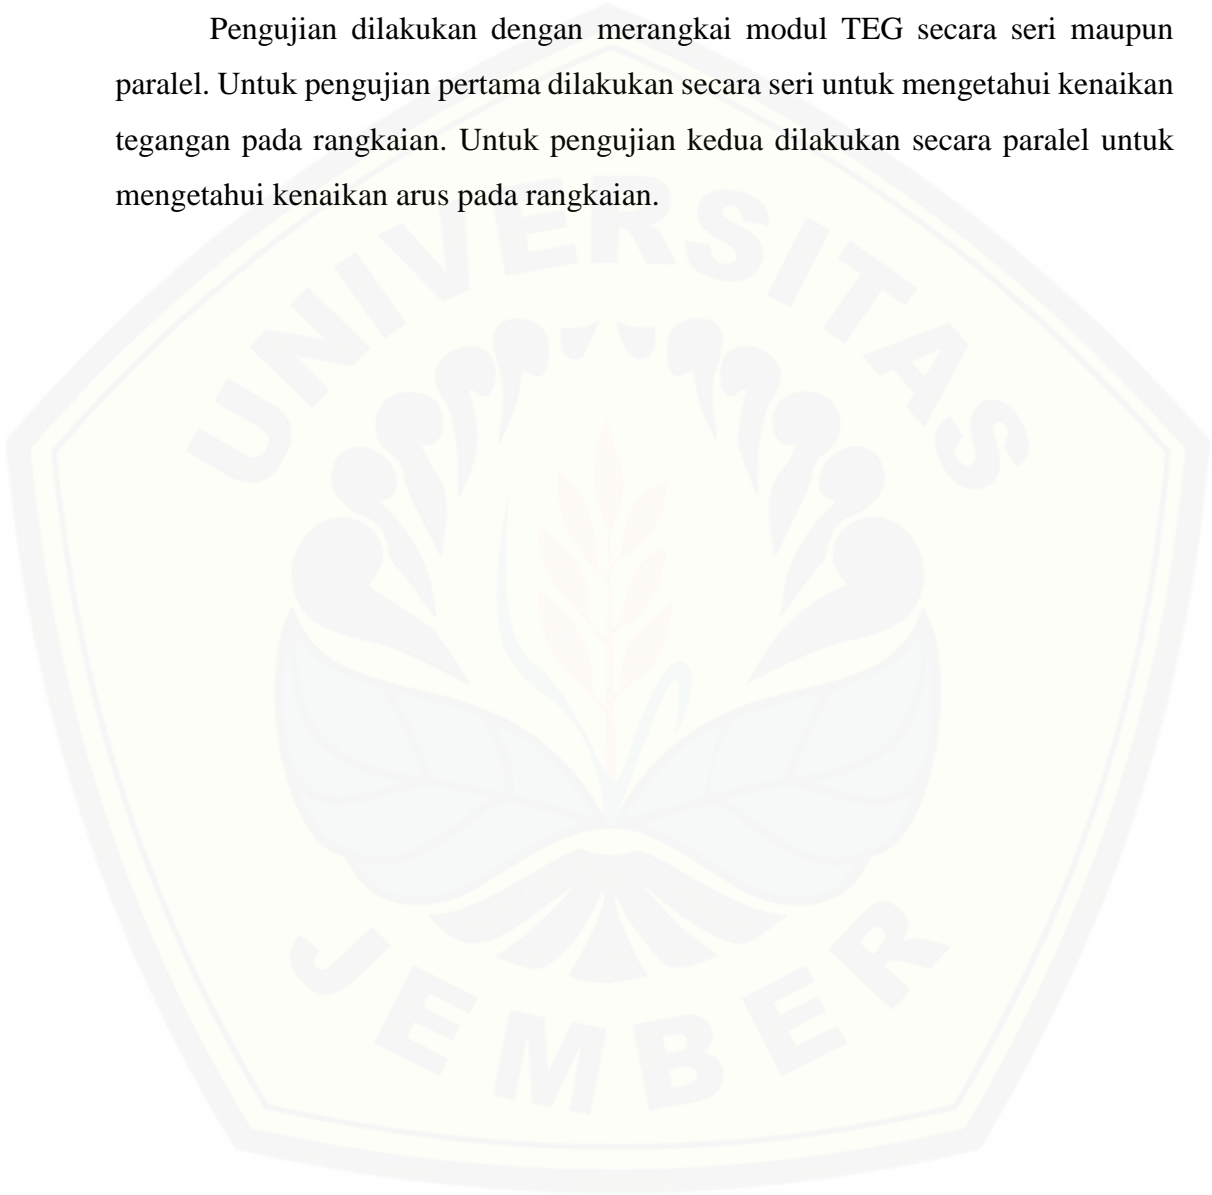 Pengujian dilakukan dengan merangkai modul TEG secara seri maupun
paralel. Untuk pengujian pertama dilakukan secara seri untuk mengetahui kenaikan
tegangan pada rangkaian. Untuk pengujian kedua dilakukan secara paralel untuk
mengetahui kenaikan arus pada rangkaian.
UNIVERSITAS
JEMBER